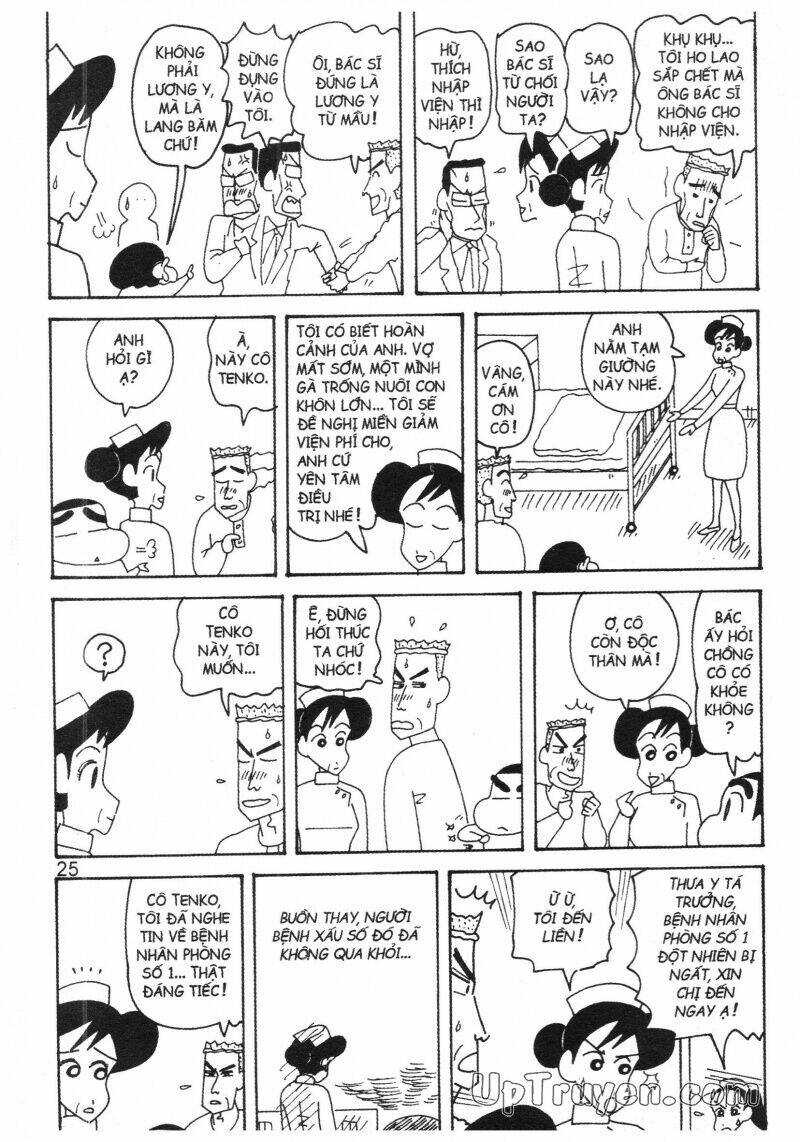 KHỤ KHỤ...
TÔI HO LAO
SẮP CHẾT MÀ
ÔNG BÁC SĨ
KHÔNG CHO
NHẬP VIỆN.
SAO
LẠ
VẬY?
SAO
BÁC SĨ
TỪ CHỐI
NGƯỜI
TA?
HỪ,
THÍCH
NHẬP
VIỆN THÌ
NHẬP!
ÔI, BÁC SĨ
ĐÚNG LÀ
LƯƠNG Y
TỪ MẪU!
ĐỪNG
ĐỤNG
VÀO
TÔI.
KHÔNG
PHẢI
LƯƠNG Y,
MÀ LÀ
LANG BĂM
CHỨ!
ANH
NẰM TẠM
GIƯỜNG
NÀY NHÉ.
VÂNG,
CÁM
ƠN
CÔ!
TÔI CÓ BIẾT HOÀN
CẢNH CỦA ANH. VỢ
MẤT SỚM, MỘT MÌNH
GÀ TRỐNG NUÔI CON
KHÔN LỚN... TÔI SẼ
ĐỀ NGHỊ MIỄN GIẢM
VIỆN PHÍ CHO,
ANH CỨ
YÊN TÂM
ĐIỀU
TRỊ NHÉ!
À,
NÀY CÔ
TENKO.
ANH
HỎI GÌ
Ạ?
BÁC
ẤY HỎI
CHỒNG
CÔ CÓ
KHỎE
KHÔNG
?
Ơ, CÔ
CÒN ĐỘC
THÂN MÀ!
Ê, ĐỪNG
HỐI THÚC
TA CHỨ
NHÓC!
CÔ
TENKO
NÀY, TÔI
MUỐN...
?
THƯA Y TÁ
TRƯỞNG,
BỆNH NHÂN
PHÒNG SỐ 1
ĐỘT NHIÊN BỊ
NGẤT, XIN
CHỊ ĐẾN
NGAY Ạ!
Ừ Ừ,
TÔI ĐẾN
LIỀN!
BUỒN THAY, NGƯỜI
BỆNH XẤU SỐ ĐÓ ĐÃ
KHÔNG QUA KHỎI...
CÔ TENKO,
TÔI ĐÃ NGHE
TIN VỀ BỆNH
NHÂN PHÒNG
SỐ 1... THẬT
ĐÁNG TIẾC!
25
UpTruyen.com